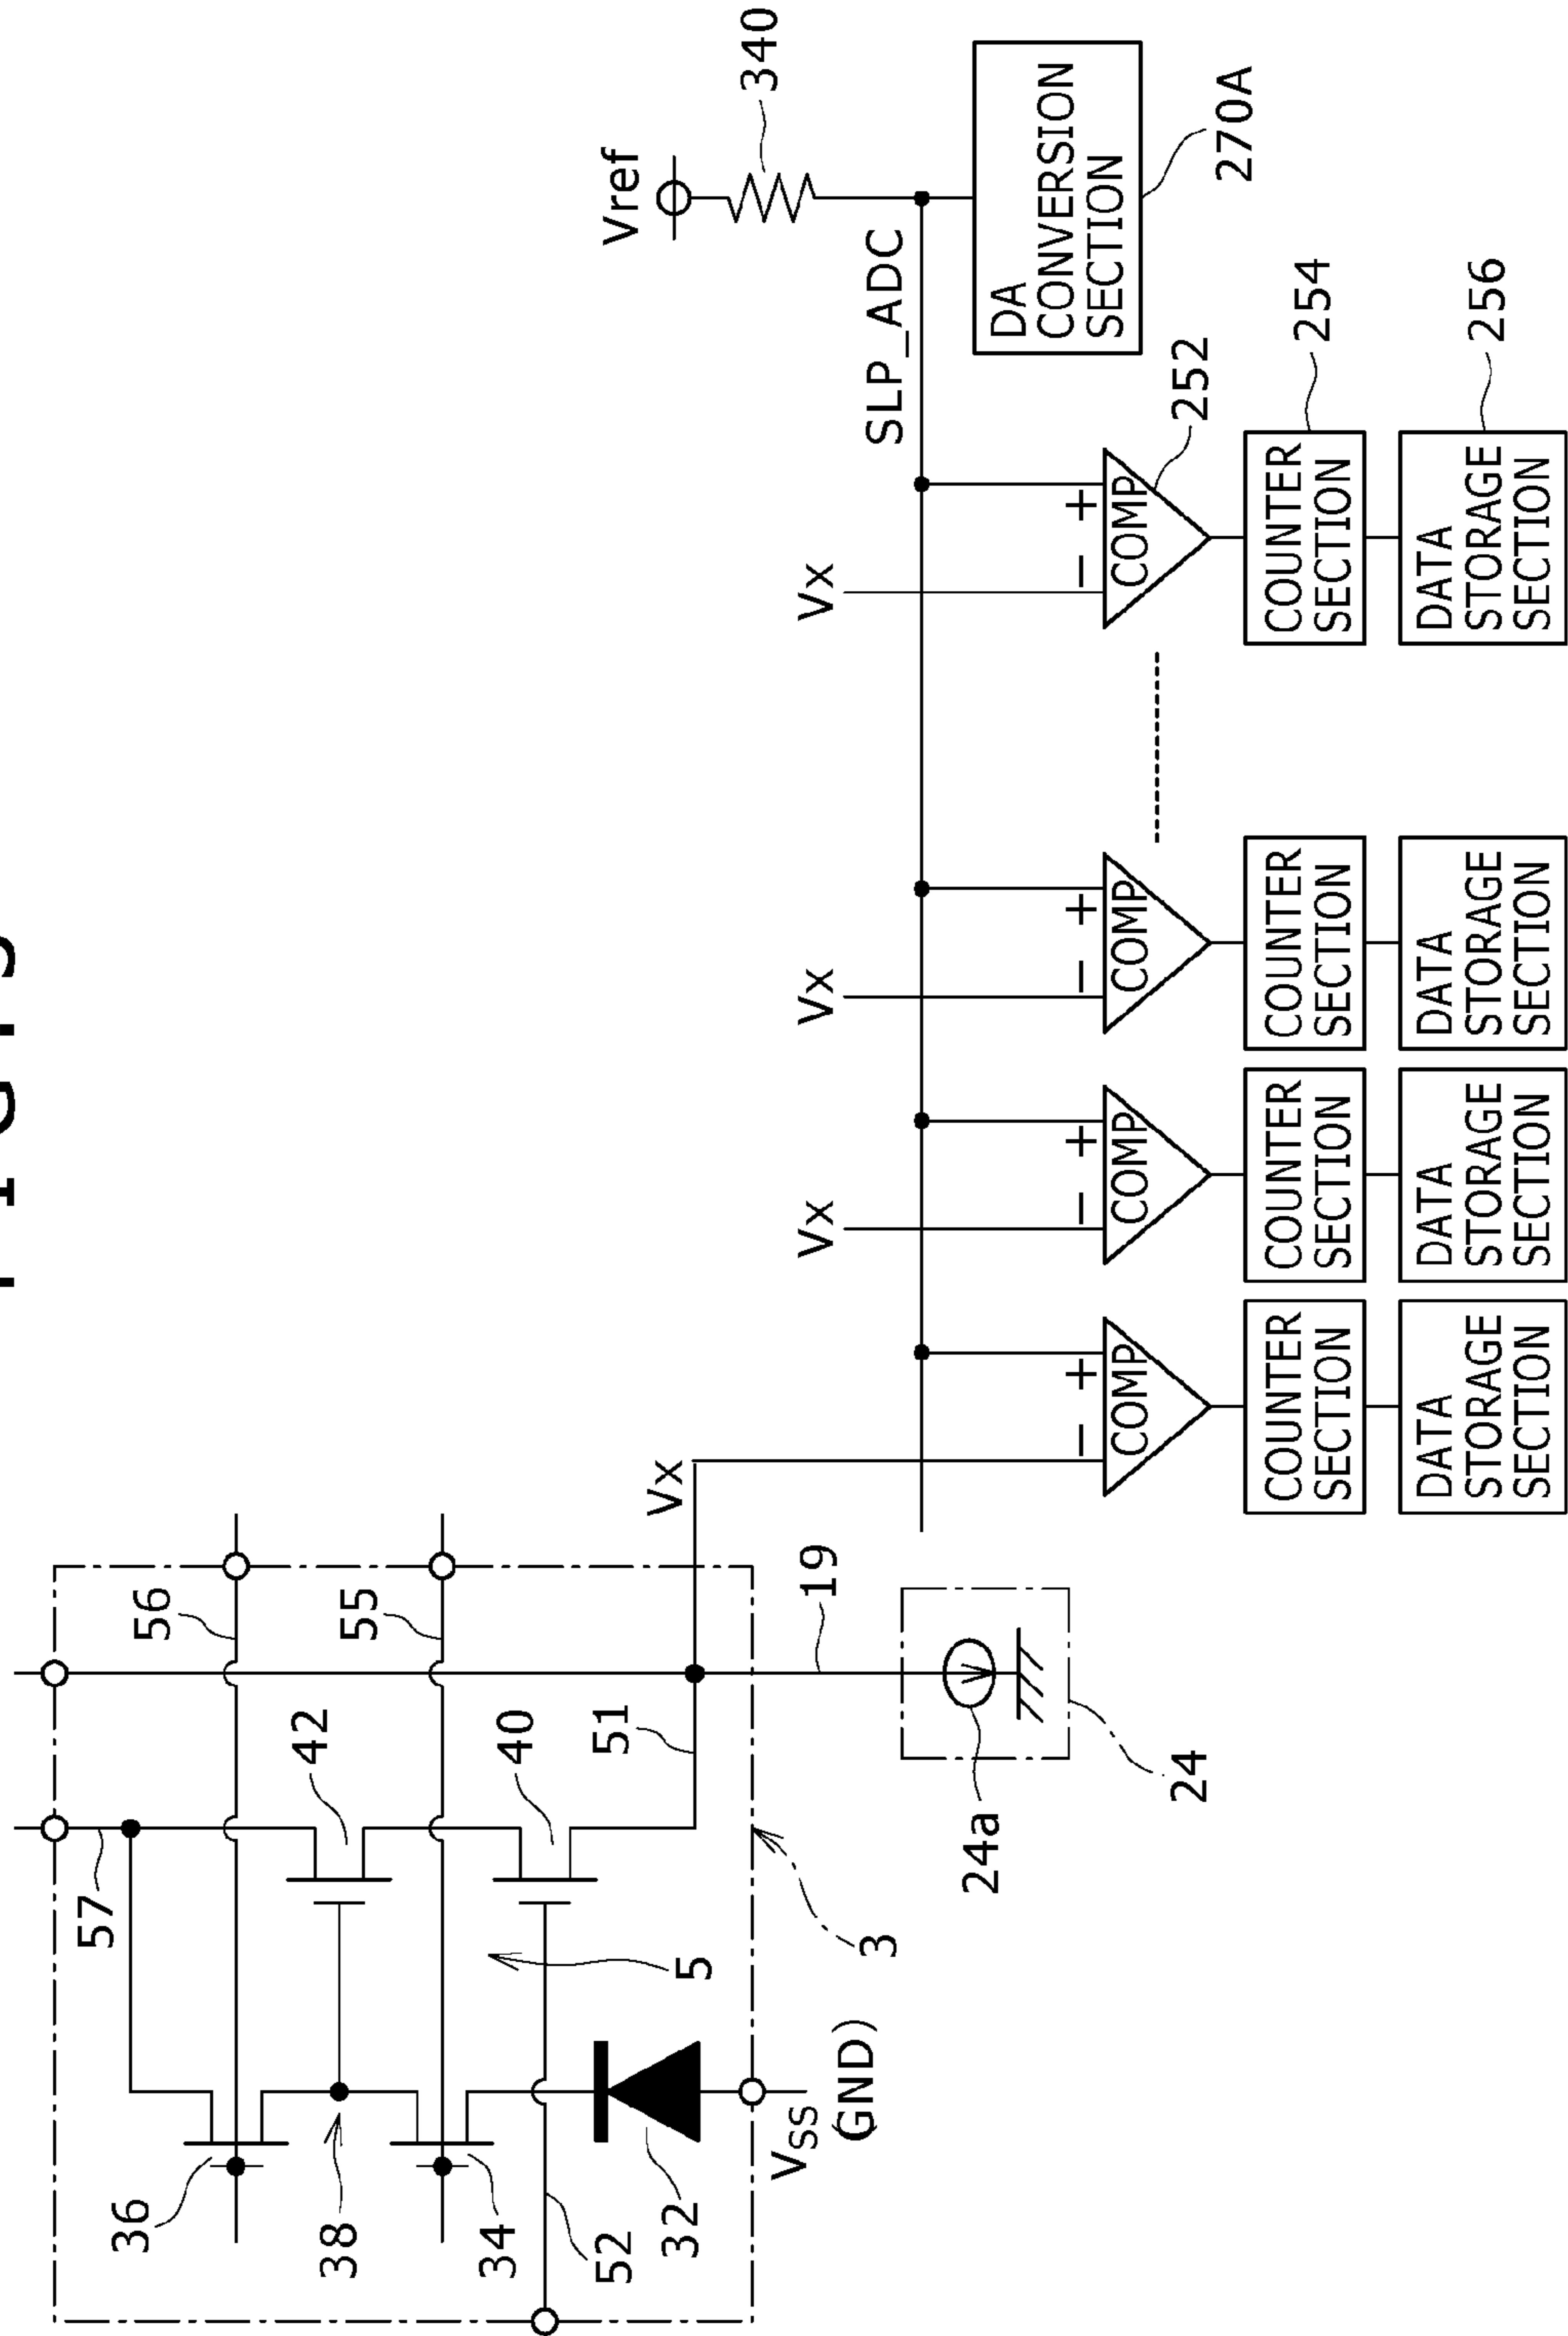 57
56
55
42
40
51
36
38
34
52
32
5
3
VSS
(GND)
Vx
19
24a
24
Vx
Vx
Vx
Vref
340
SLP_ADC
DA
CONVERSION
SECTION
270A
− +
COMP
− +
COMP
− +
COMP
− +
COMP
252
COUNTER
SECTION
COUNTER
SECTION
COUNTER
SECTION
COUNTER
SECTION
254
DATA
STORAGE
SECTION
DATA
STORAGE
SECTION
DATA
STORAGE
SECTION
DATA
STORAGE
SECTION
256